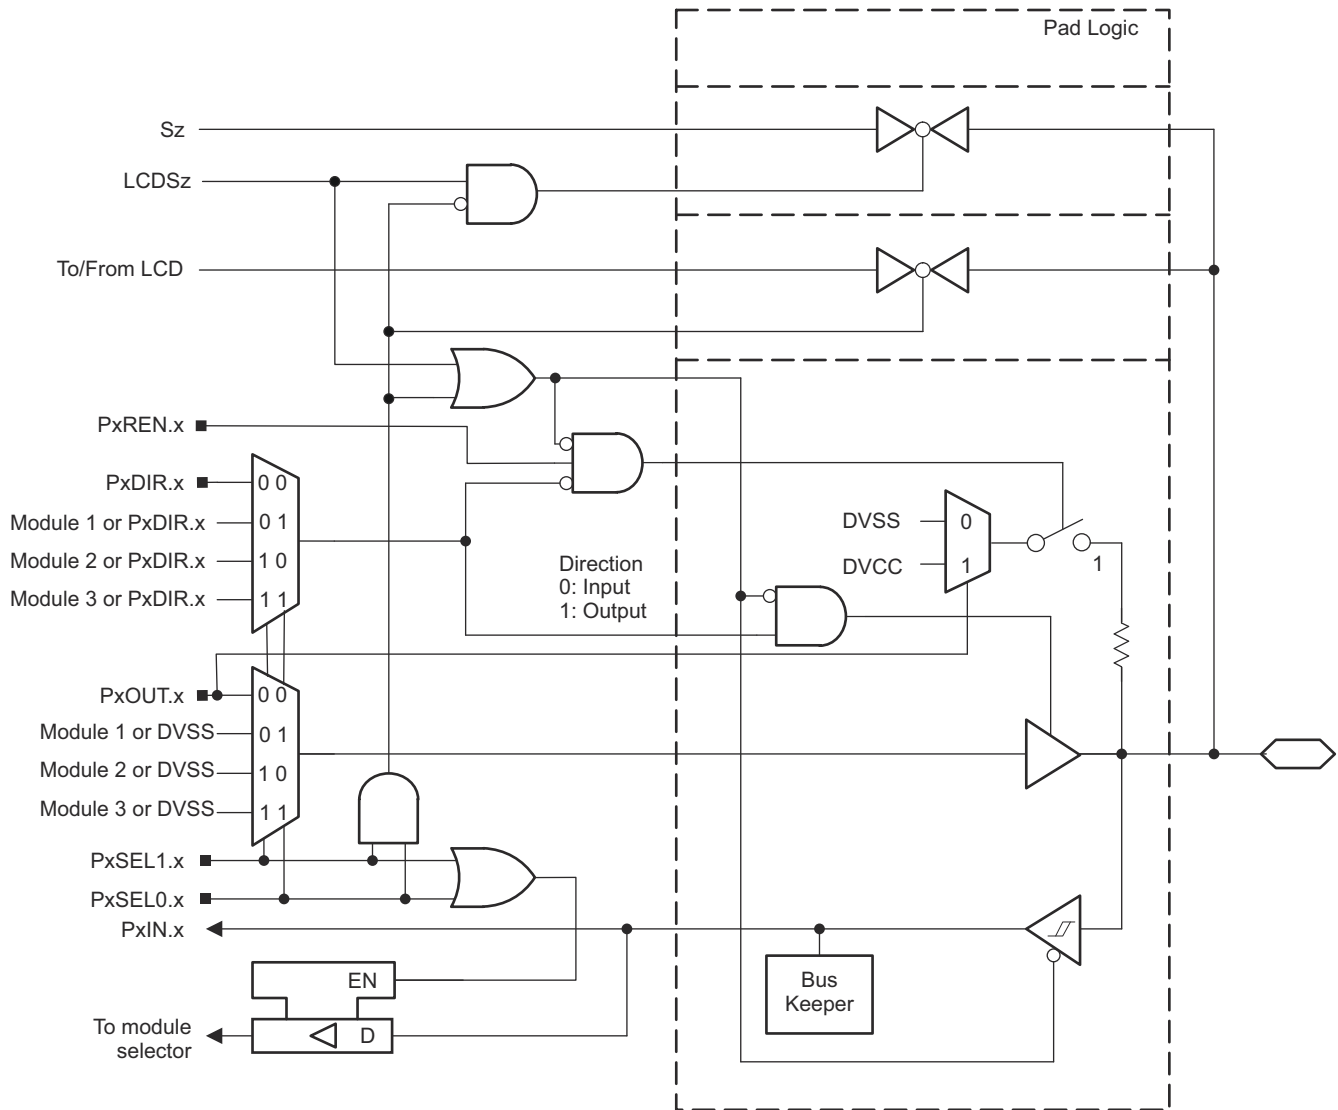 Pad Logic
Sz
LCDSz
To/From LCD
PxREN.x
PxDIR.x
0 0
Module 1 or PxDIR.x
0 1
Module 2 or PxDIR.x
1 0
Module 3 or PxDIR.x
1 1
Direction
0: Input
1: Output
DVSS
0
DVCC
1
1
PxOUT.x
0 0
Module 1 or DVSS
0 1
Module 2 or DVSS
1 0
Module 3 or DVSS
1 1
PxSEL1.x
PxSEL0.x
PxIN.x
Bus
Keeper
EN
D
To module
selector